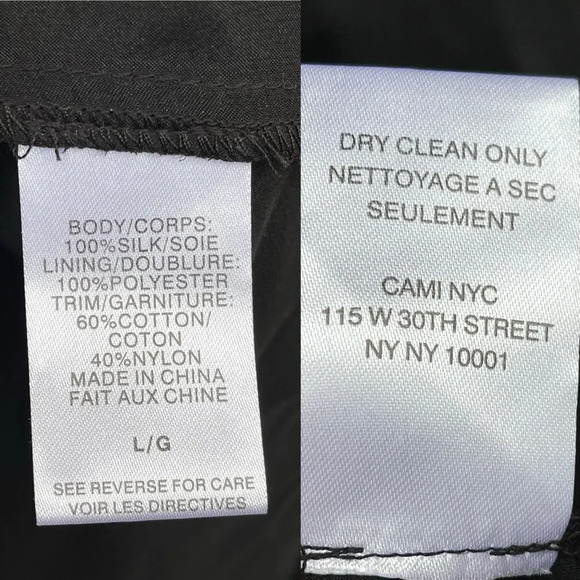 BODY/CORPS:
100%SILK/SOIE
LINING/DOUBLURE:
100%POLYESTER
TRIM/GARNITURE:
60%COTTON/
COTON
40%NYLON
MADE IN CHINA
FAIT AUX CHINE
L/G
SEE REVERSE FOR CARE
VOIR LES DIRECTIVES
DRY CLEAN ONLY
NETTOYAGE A SEC
SEULEMENT
CAMI NYC
115 W 30TH STREET
NY NY 10001